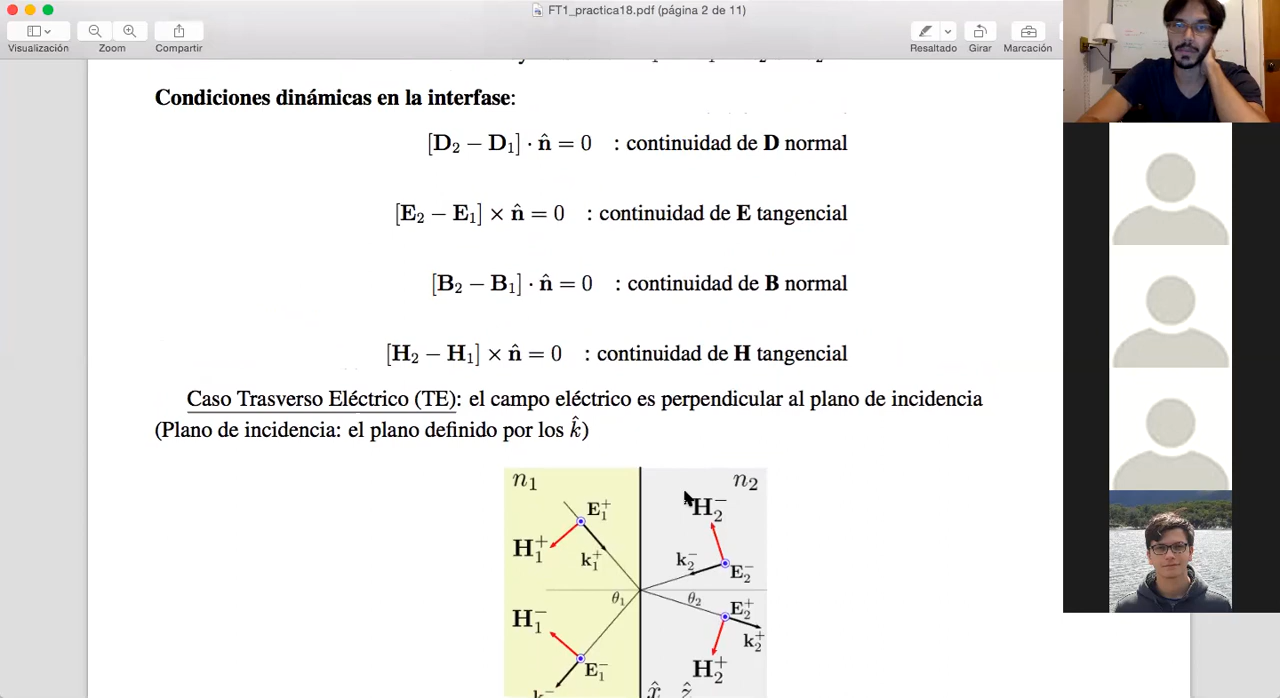 FT1_practica18.pdf (página 2 de 11)
Visualización
Zoom
Compartir
Resaltado
Girar
Marcación
Condiciones dinámicas en la interfase:
[D₂ − D₁] · n̂ = 0 : continuidad de D normal
[E₂ − E₁] × n̂ = 0 : continuidad de E tangencial
[B₂ − B₁] · n̂ = 0 : continuidad de B normal
[H₂ − H₁] × n̂ = 0 : continuidad de H tangencial
Caso Trasverso Eléctrico (TE): el campo eléctrico es perpendicular al plano de incidencia
(Plano de incidencia: el plano definido por los k̂)
n₁ n₂
E₁⁺ H₂⁻
H₁⁺ k₁⁺ k₂⁻ E₂⁻
θ₁ θ₂ E₂⁺
H₁⁻ k₂⁺
E₁⁻ H₂⁺
x̂ ẑ